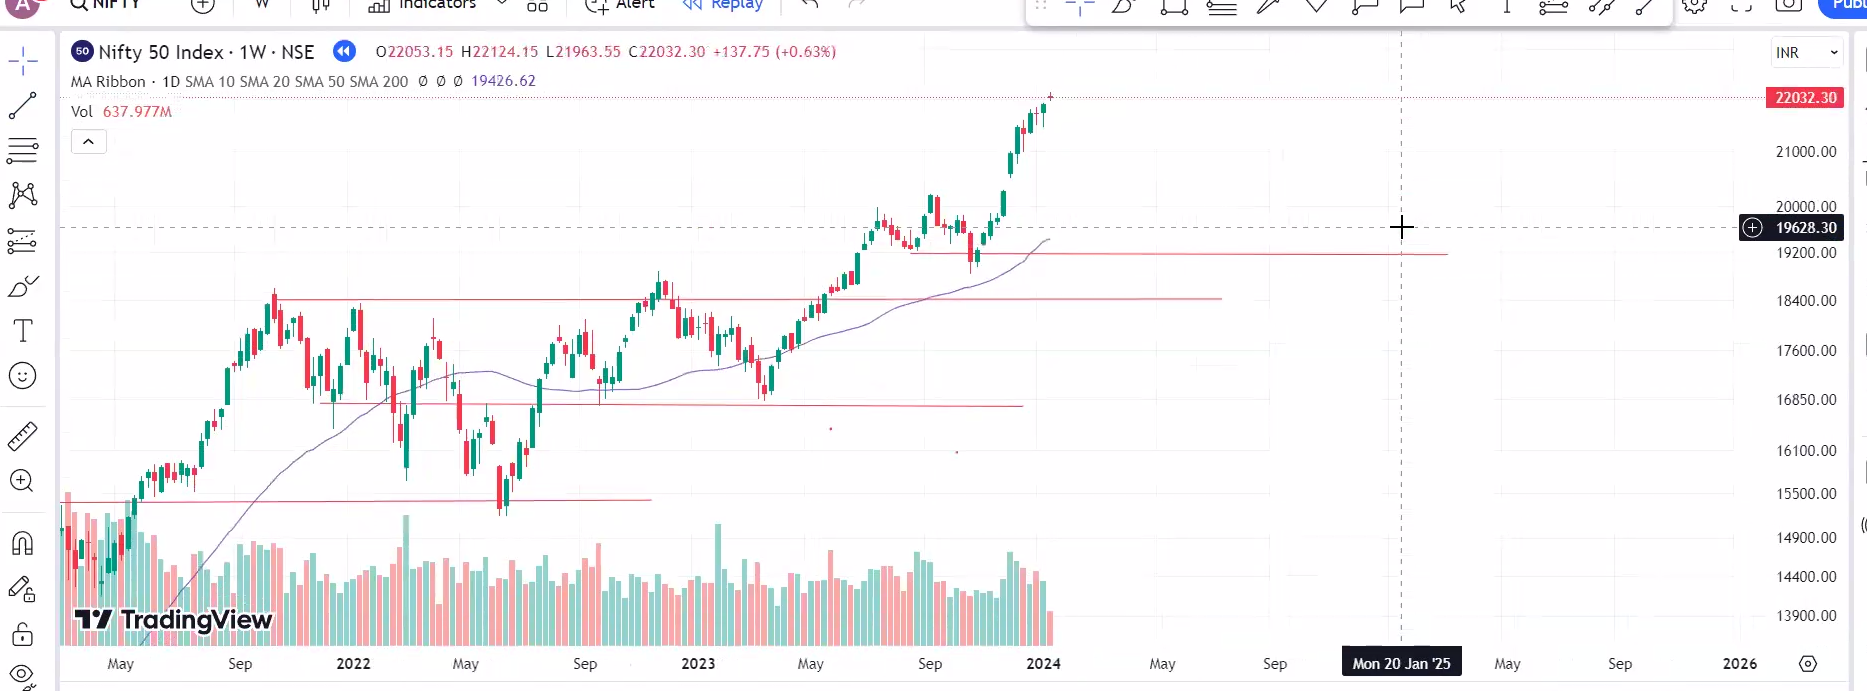 A NIFTY W Indicators Alert Replay Publ
50 Nifty 50 Index · 1W · NSE O22053.15 H22124.15 L21963.55 C22032.30 +137.75 (+0.63%)
INR
MA Ribbon · 1D SMA 10 SMA 20 SMA 50 SMA 200 Ø Ø Ø 19426.62
Vol 637.977M
22032.30
21000.00
20000.00
19628.30
19200.00
18400.00
17600.00
16850.00
16100.00
15500.00
14900.00
14400.00
13900.00
TradingView
May Sep 2022 May Sep 2023 May Sep 2024 May Sep Mon 20 Jan '25 May Sep 2026